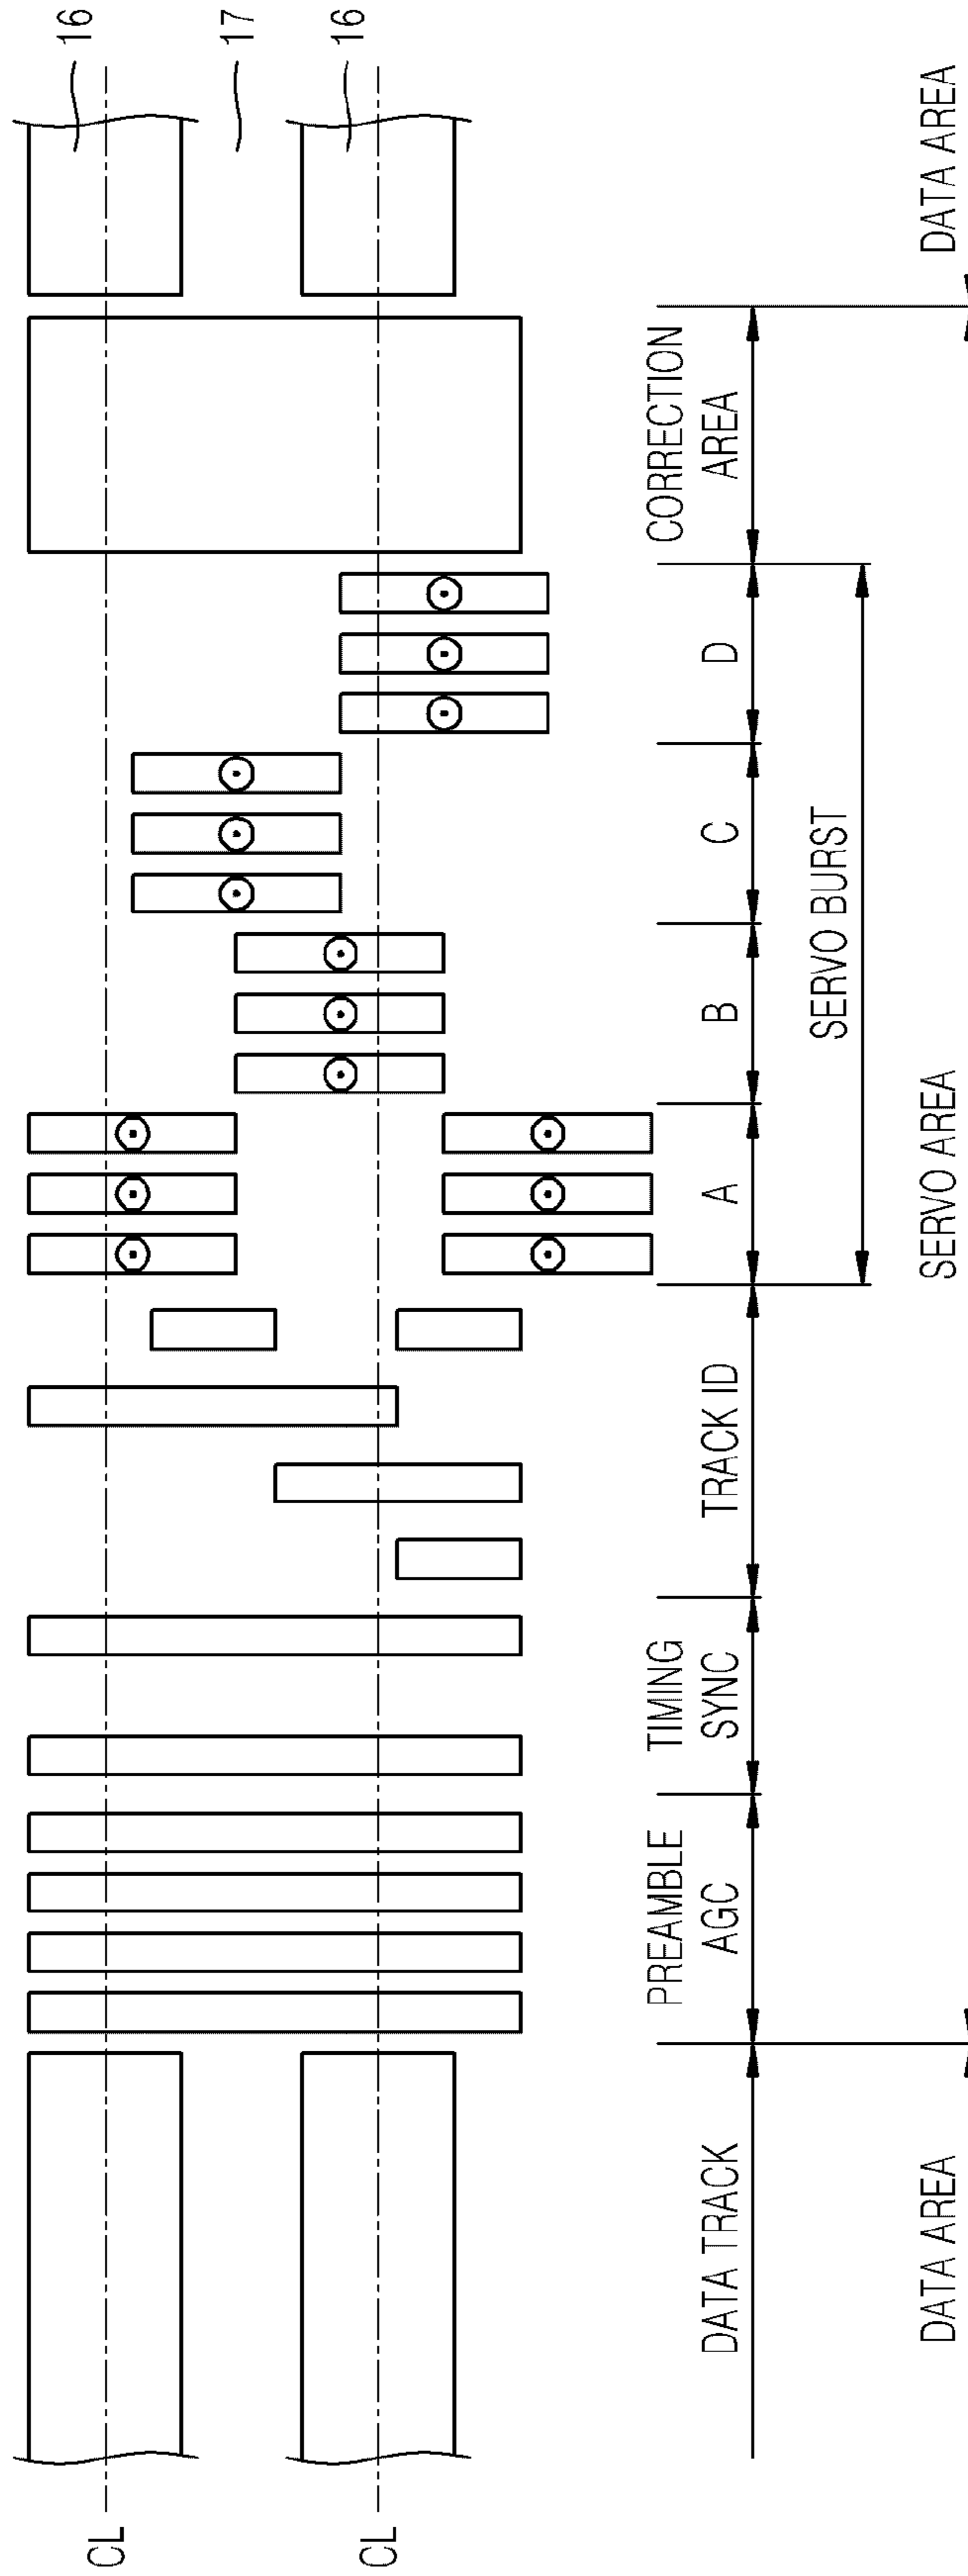 CL
16
17
CL
16
DATA TRACK
PREAMBLE
AGC
TIMING
SYNC
TRACK ID
A
B
C
D
CORRECTION
AREA
SERVO BURST
DATA AREA
SERVO AREA
DATA AREA